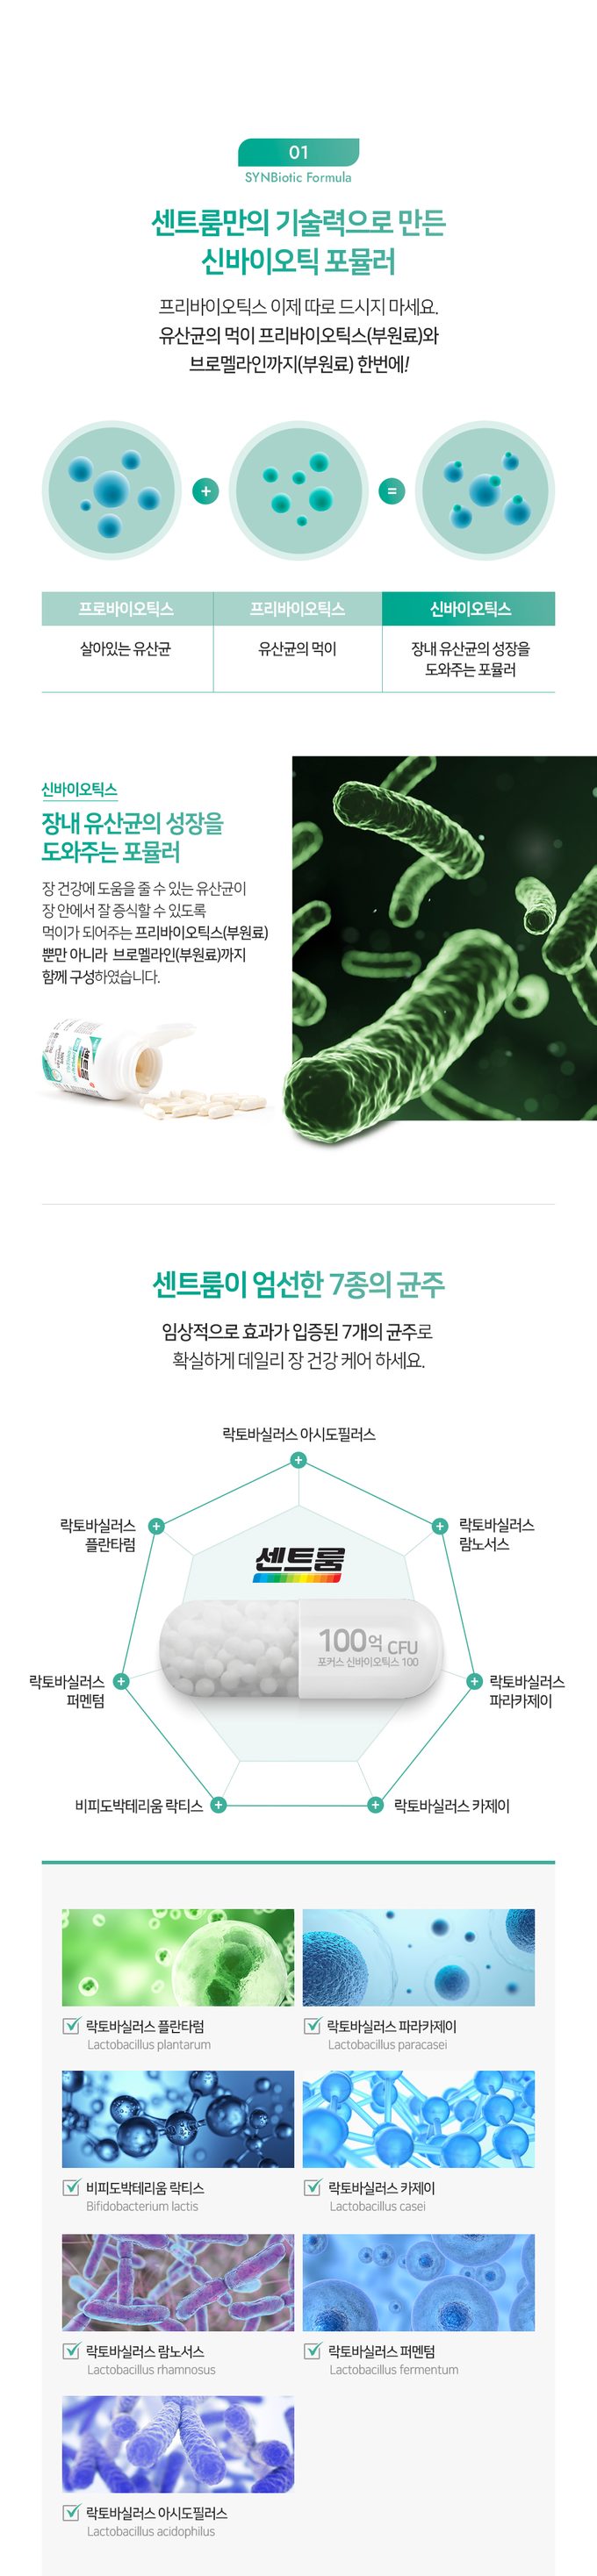 01
SYNBiotic Formula
센트룸만의 기술력으로 만든
신바이오틱 포뮬러
프리바이오틱스 이제 따로 드시지 마세요.
유산균의 먹이 프리바이오틱스(부원료)와
브로멜라인까지(부원료) 한번에!
+
=
프로바이오틱스
프리바이오틱스
신바이오틱스
살아있는 유산균
유산균의 먹이
장내 유산균의 성장을
도와주는 포뮬러
신바이오틱스
장내 유산균의 성장을
도와주는 포뮬러
장 건강에 도움을 줄 수 있는 유산균이
장 안에서 잘 증식할 수 있도록
먹이가 되어주는 프리바이오틱스(부원료)
뿐만 아니라 브로멜라인(부원료)까지
함께 구성하였습니다.
센트룸
센트룸이 엄선한 7종의 균주
임상적으로 효과가 입증된 7개의 균주로
확실하게 데일리 장 건강 케어 하세요.
락토바실러스 아시도필러스
락토바실러스
플란타럼
락토바실러스
람노서스
센트룸
100억 CFU
포커스 신바이오틱스 100
락토바실러스
퍼멘텀
락토바실러스
파라카제이
비피도박테리움 락티스
락토바실러스 카제이
락토바실러스 플란타럼
Lactobacillus plantarum
락토바실러스 파라카제이
Lactobacillus paracasei
비피도박테리움 락티스
Bifidobacterium lactis
락토바실러스 카제이
Lactobacillus casei
락토바실러스 람노서스
Lactobacillus rhamnosus
락토바실러스 퍼멘텀
Lactobacillus fermentum
락토바실러스 아시도필러스
Lactobacillus acidophilus